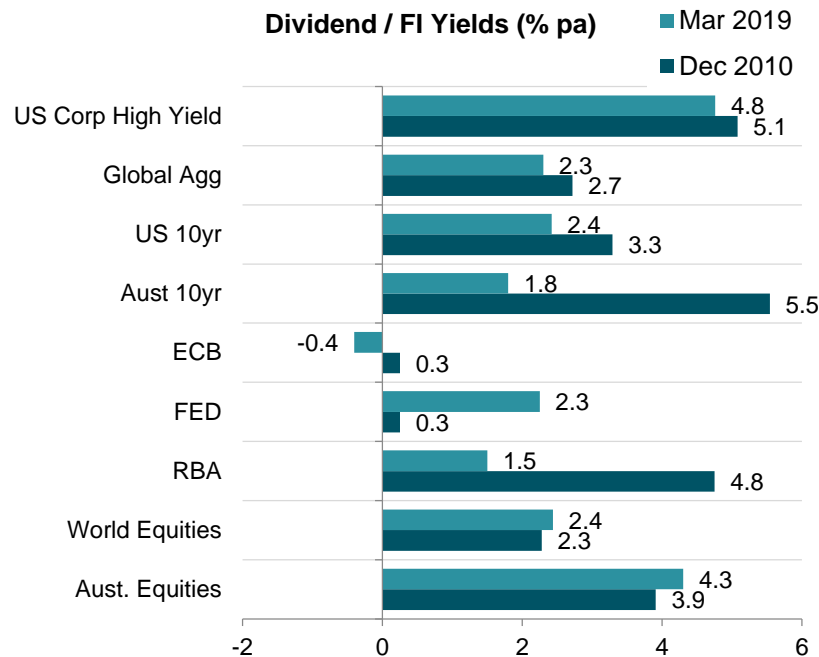 Dividend / FI Yields (% pa)
Mar 2019
Dec 2010
US Corp High Yield
4.8
5.1
Global Agg
2.3
2.7
US 10yr
2.4
3.3
Aust 10yr
1.8
5.5
ECB
-0.4
0.3
FED
2.3
0.3
RBA
1.5
4.8
World Equities
2.4
2.3
Aust. Equities
4.3
3.9
-2 0 2 4 6